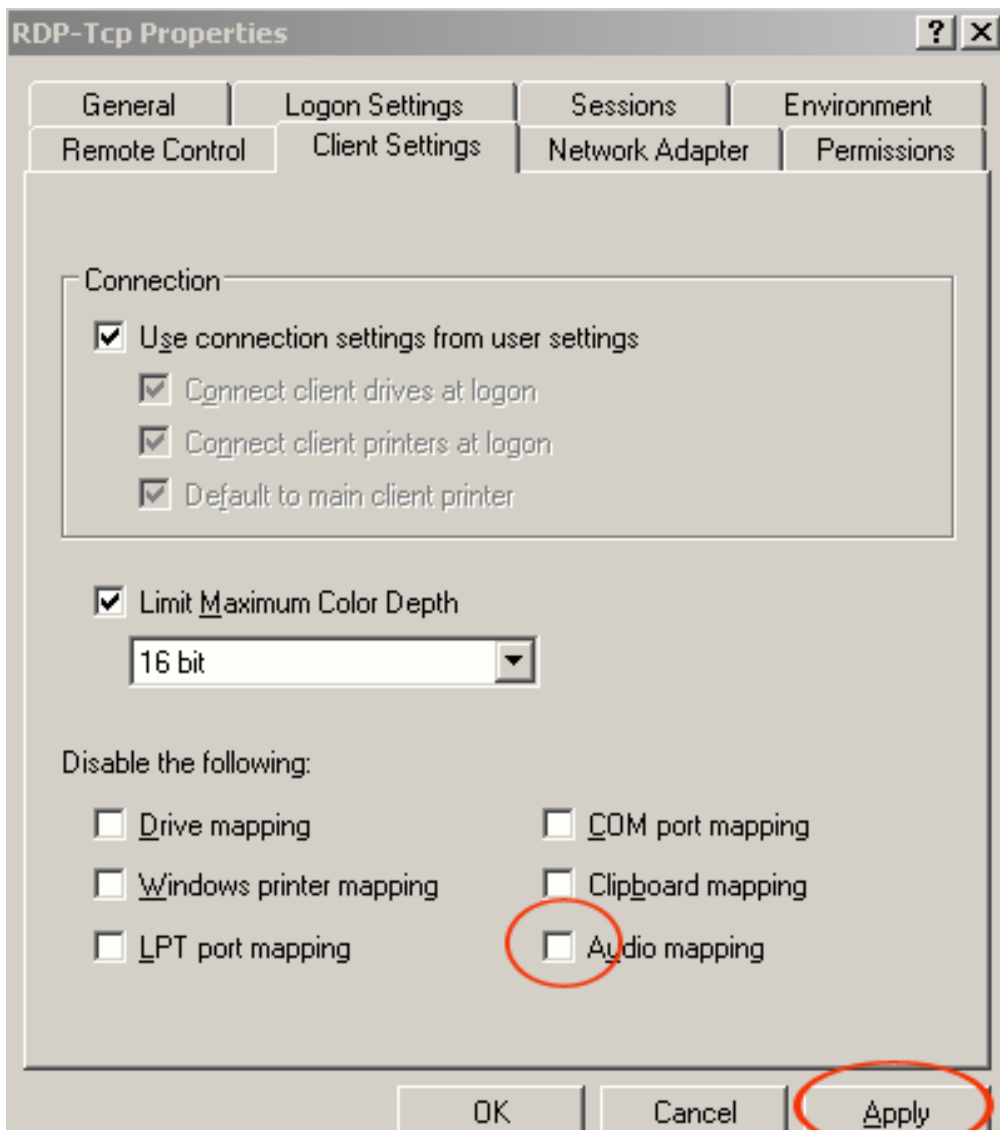 RDP-Tcp Properties
General
Logon Settings
Sessions
Environment
Remote Control
Client Settings
Network Adapter
Permissions
Connection
Use connection settings from user settings
Connect client drives at logon
Connect client printers at logon
Default to main client printer
Limit Maximum Color Depth
16 bit
Disable the following:
Drive mapping
COM port mapping
Windows printer mapping
Clipboard mapping
LPT port mapping
Audio mapping
OK
Cancel
Apply